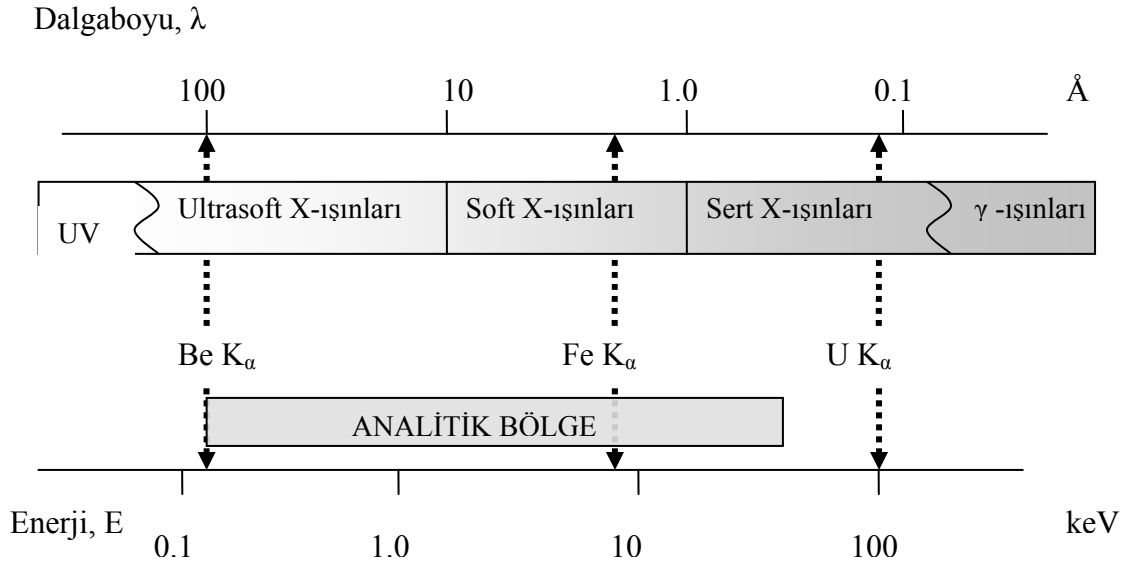 Dalgaboyu, λ
100 10 1.0 0.1 Å
UV Ultrasoft X-ışınları Soft X-ışınları Sert X-ışınları γ -ışınları
Be Kα Fe Kα U Kα
ANALİTİK BÖLGE
Enerji, E keV
0.1 1.0 10 100